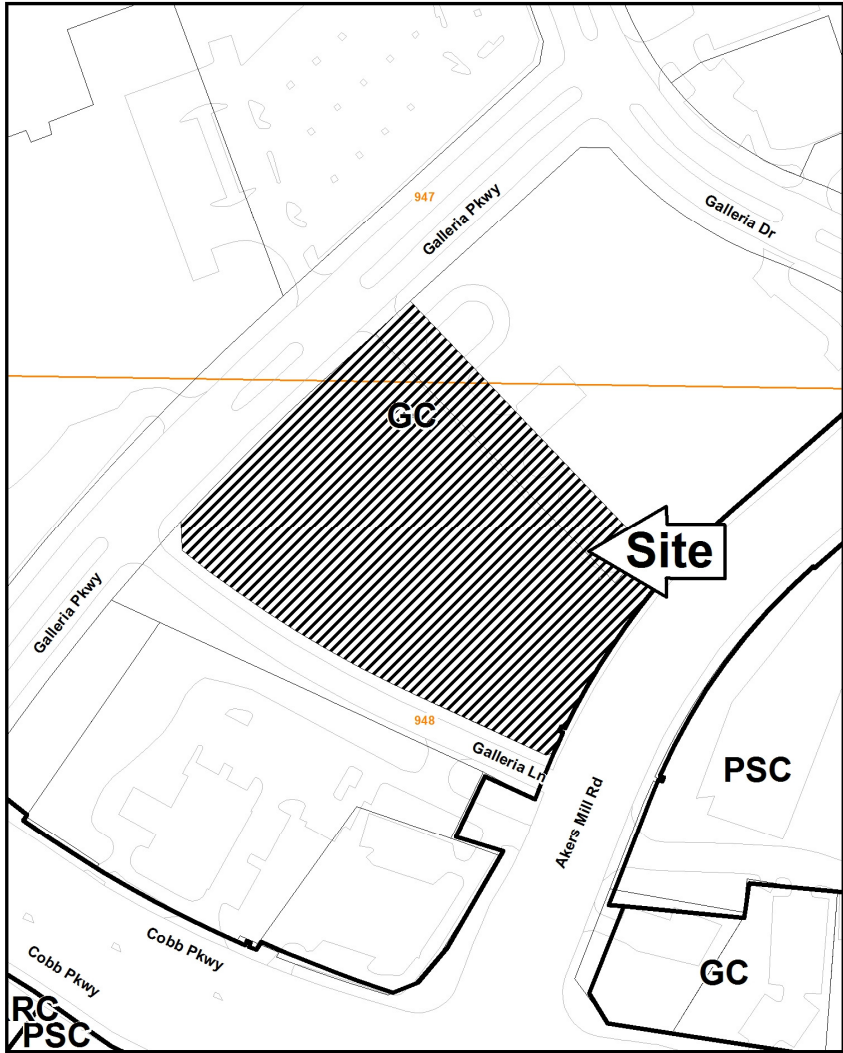 947
Galleria Pkwy
Galleria Dr
GC
Site
Galleria Pkwy
948
Galleria Ln
PSC
Akers Mill Rd
Cobb Pkwy
Cobb Pkwy
GC
RC
PSC